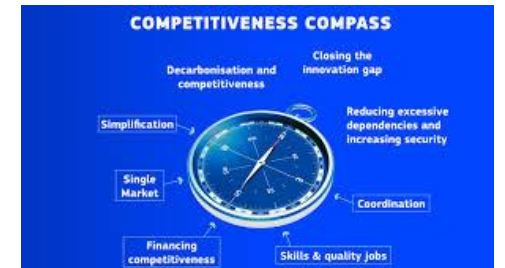 COMPETITIVENESS COMPASS
Closing the
innovation gap
Decarbonisation and
competitiveness
Reducing excessive
dependencies and
increasing security
Simplification
Single
Market
Coordination
Financing
competitiveness
Skills & quality jobs